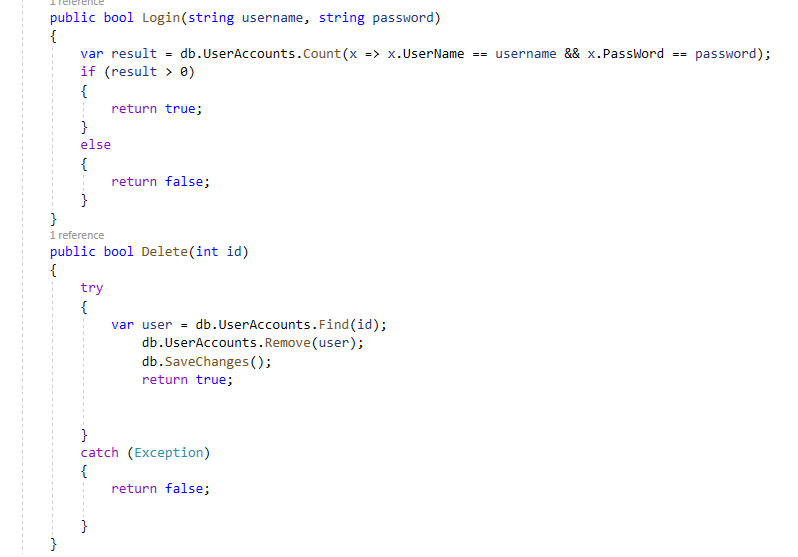 1 reference
public bool Login(string username, string password)
{
var result = db.UserAccounts.Count(x => x.UserName == username && x.PassWord == password);
if (result > 0)
{
return true;
}
else
{
return false;
}
}
1 reference
public bool Delete(int id)
{
try
{
var user = db.UserAccounts.Find(id);
db.UserAccounts.Remove(user);
db.SaveChanges();
return true;
}
catch (Exception)
{
return false;
}
}